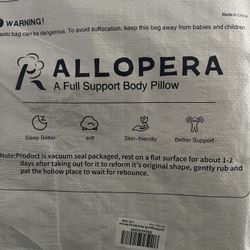 Made in China
WARNING!
astic bag can be dangerous. To avoid suffocation, keep this bag away from babies and children.
ALLOPERA
A Full Support Body Pillow
Sleep Better
soft
Skin-friendly
Better Support
Note:Product is vacuum seal packaged, rest on a flat surface for about 1-2
days after taking out for it to reform it's original shape, gently rub and
pat the hollow place to wait for rebounce.